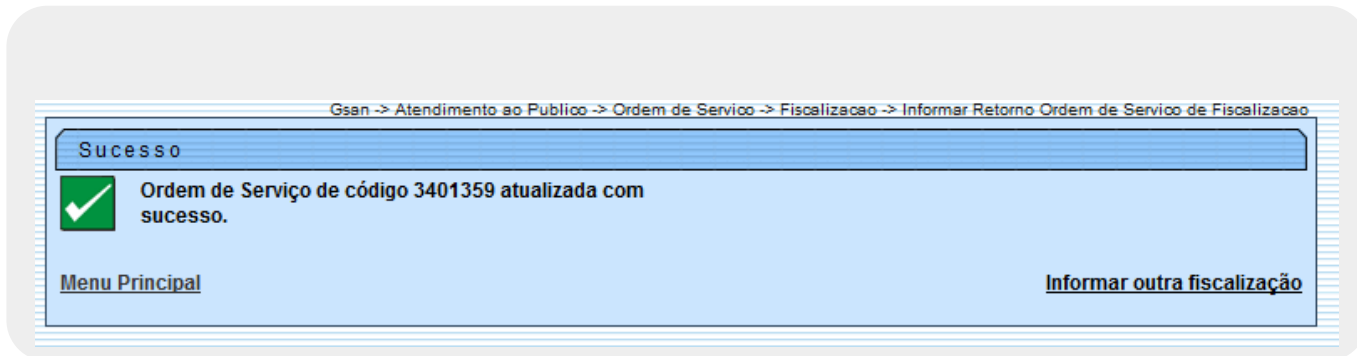 Gsan -> Atendimento ao Publico -> Ordem de Servico -> Fiscalizacao -> Informar Retorno Ordem de Servico de Fiscalizacao
Sucesso
Ordem de Serviço de código 3401359 atualizada com
sucesso.
Menu Principal
Informar outra fiscalização